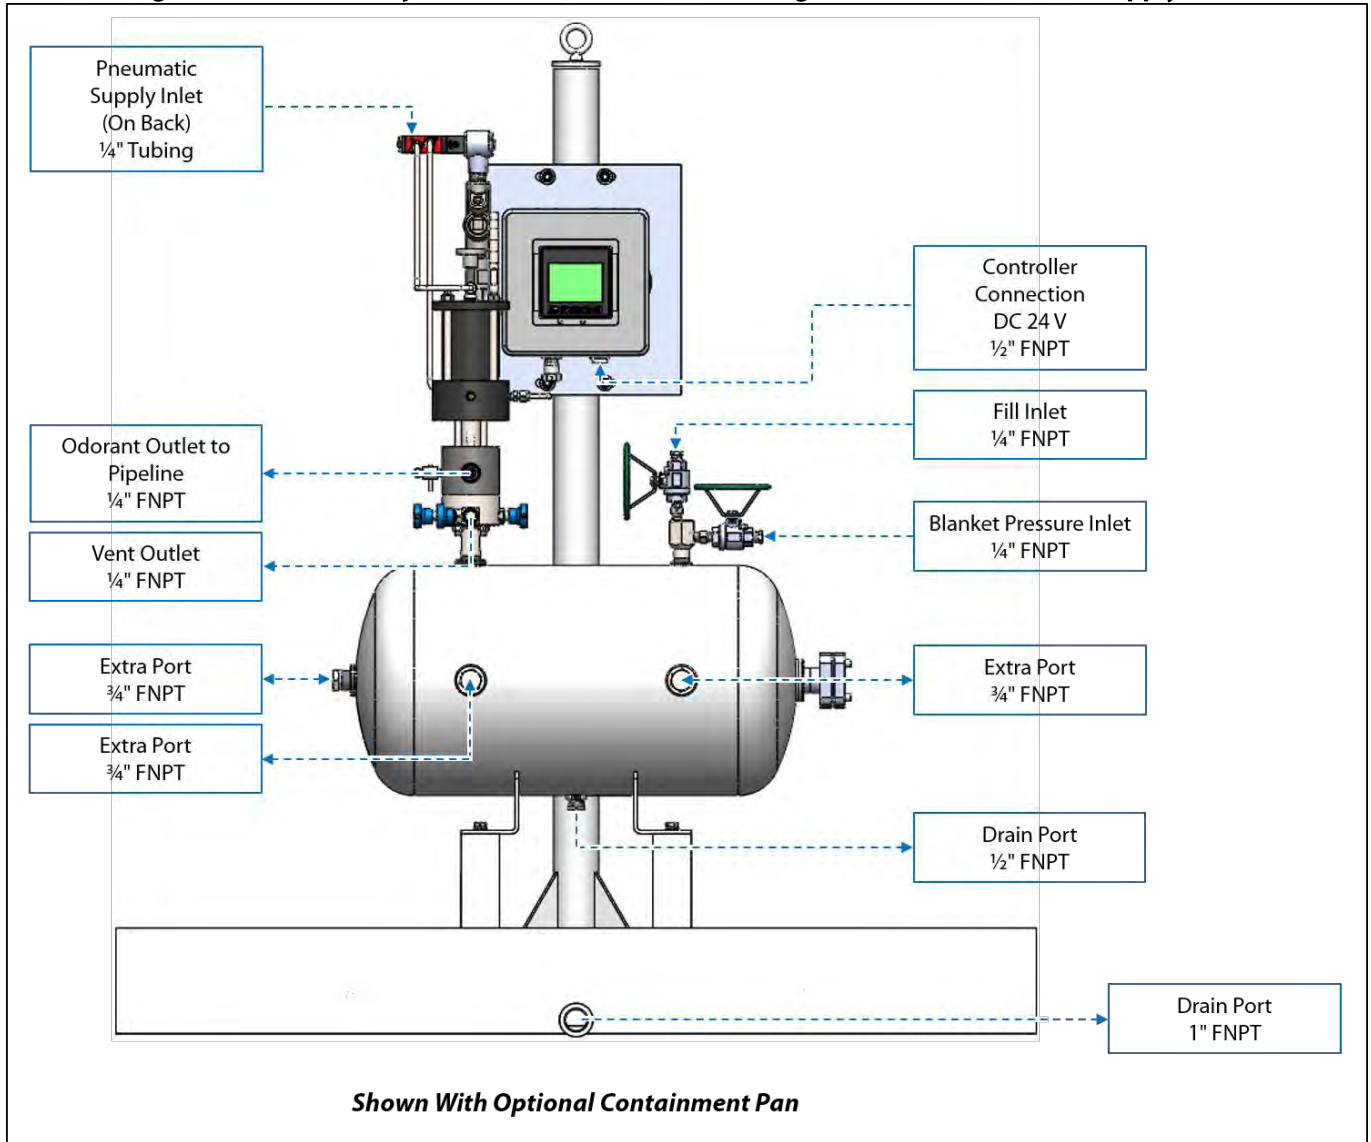 Pneumatic
Supply Inlet
(On Back)
¼" Tubing
Controller
Connection
DC 24 V
½" FNPT
Fill Inlet
¼" FNPT
Odorant Outlet to
Pipeline
¼" FNPT
Blanket Pressure Inlet
¼" FNPT
Vent Outlet
¼" FNPT
Extra Port
¾" FNPT
Extra Port
¾" FNPT
Extra Port
¾" FNPT
Drain Port
½" FNPT
Drain Port
1" FNPT
Shown With Optional Containment Pan